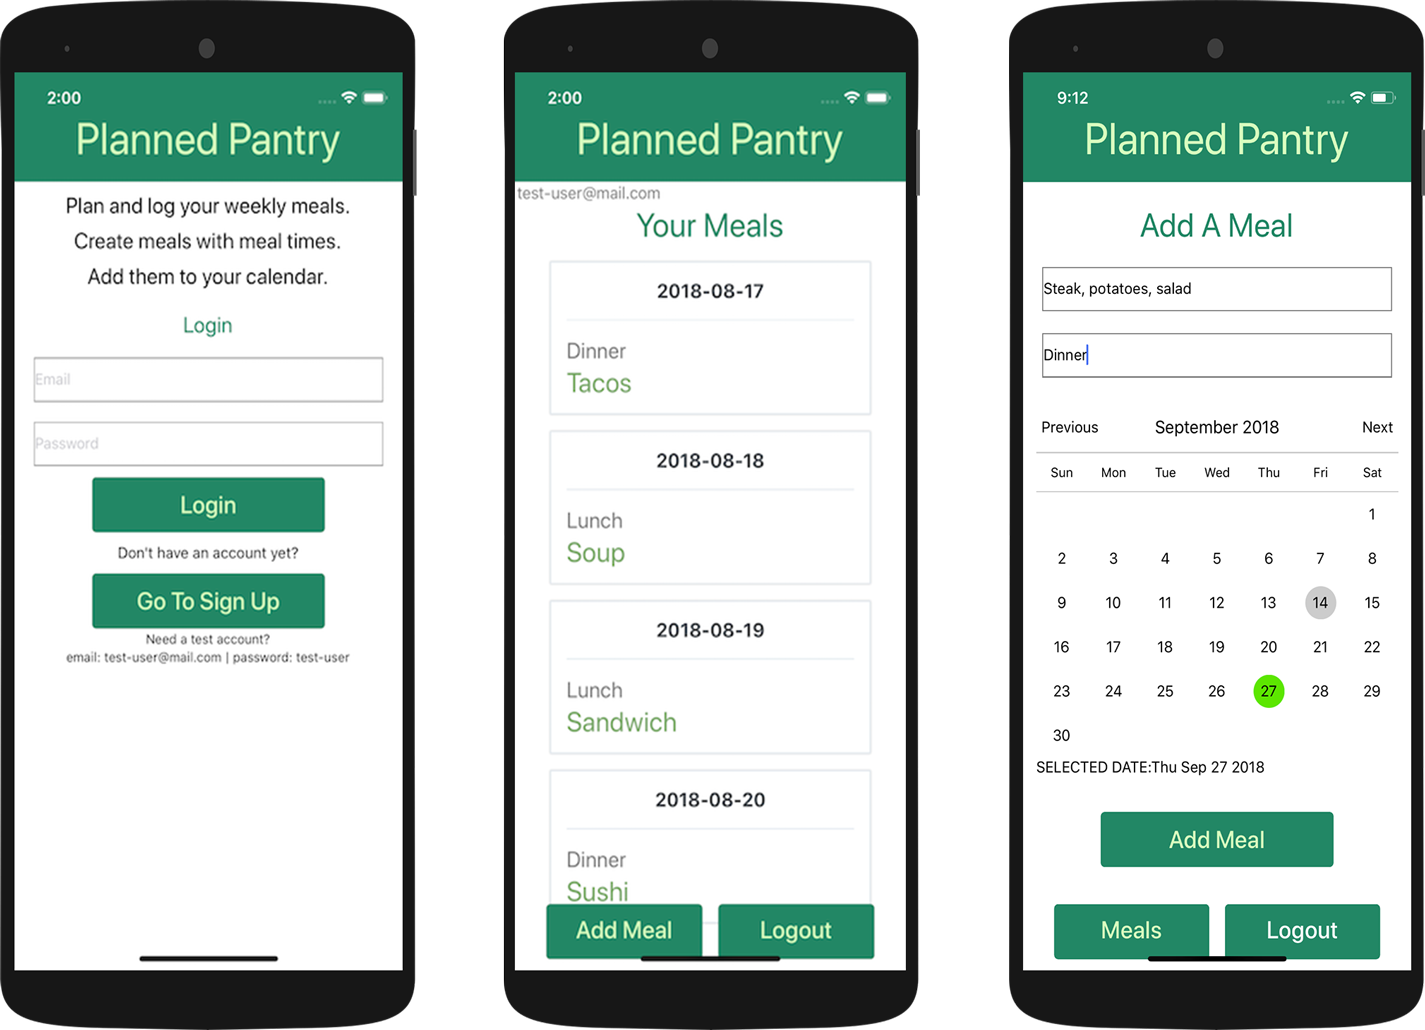 2:00
Planned Pantry
Plan and log your weekly meals.
Create meals with meal times.
Add them to your calendar.
Login
Email
Password
Login
Don't have an account yet?
Go To Sign Up
Need a test account?
email: test-user@mail.com | password: test-user
2:00
Planned Pantry
test-user@mail.com
Your Meals
2018-08-17
Dinner
Tacos
2018-08-18
Lunch
Soup
2018-08-19
Lunch
Sandwich
2018-08-20
Dinner
Sushi
Add Meal Logout
9:12
Planned Pantry
Add A Meal
Steak, potatoes, salad
Dinner
Previous September 2018 Next
Sun Mon Tue Wed Thu Fri Sat
1
2 3 4 5 6 7 8
9 10 11 12 13 14 15
16 17 18 19 20 21 22
23 24 25 26 27 28 29
30
SELECTED DATE:Thu Sep 27 2018
Add Meal
Meals Logout